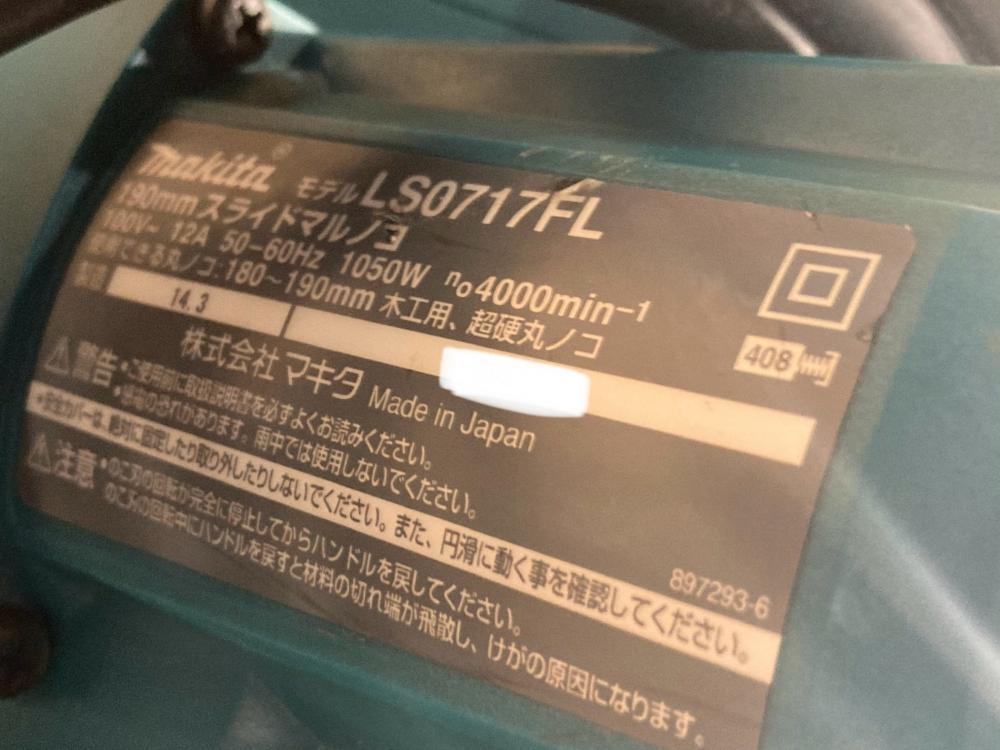 makita® モデル LS0717FL
190mm スライドマルノコ
100V~ 12A 50-60Hz 1050W no 4000min-1
使用できる丸ノコ:180~190mm 木工用、超硬丸ノコ
製造 14.3
408
株式会社 マキタ Made in Japan
警告 ・ご使用前に取扱説明書を必ずよくお読みください。
・感電の恐れがあります。雨中では使用しないでください。
・安全カバーは、絶対に固定したり取り外したりしないでください。また、円滑に動く事を確認してください。
注意 ・のこ刃の回転が完全に停止してからハンドルを戻してください。
のこ刃の回転中にハンドルを戻すと材料の切れ端が飛散し、けがの原因になります。
897293-6